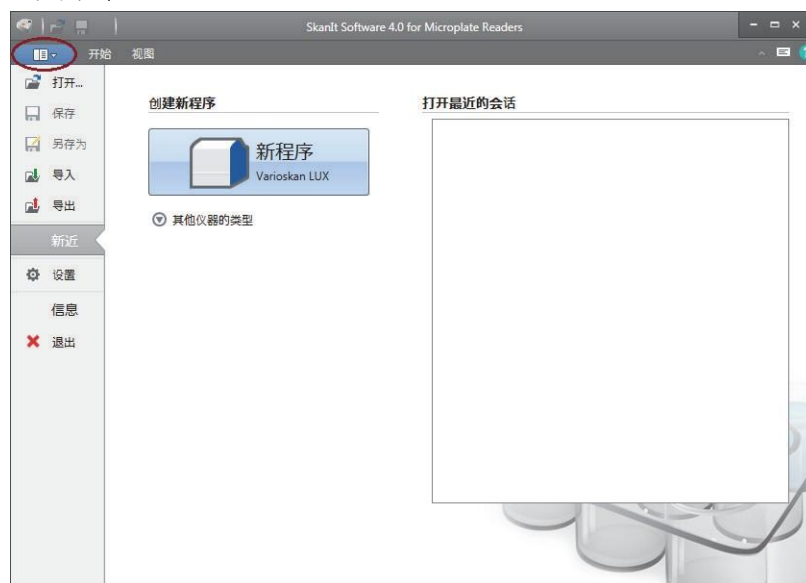 SkanIt Software 4.0 for Microplate Readers
开始 视图
打开...
保存
另存为
导入
导出
新近
设置
信息
退出
创建新程序
新程序
Varioskan LUX
其他仪器的类型
打开最近的会话